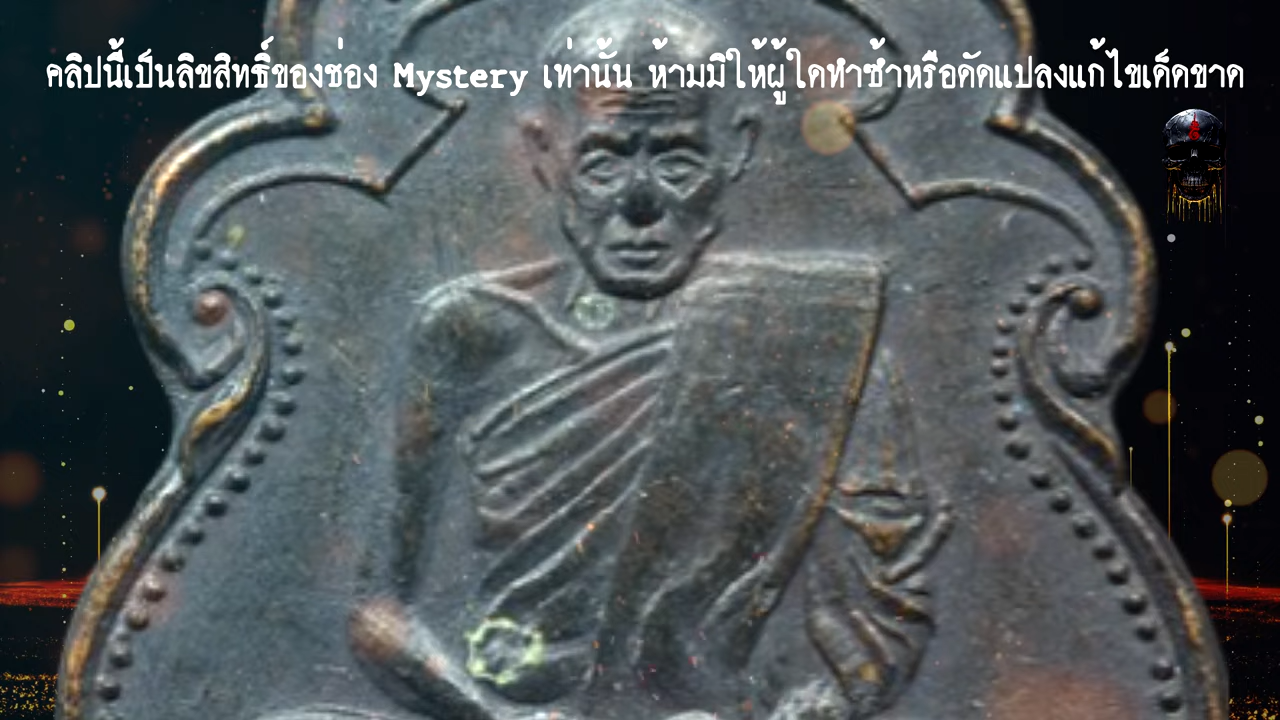 คลิปนี้เป็นลิขสิทธิ์ของช่อง Mystery เท่านั้น ห้ามมิให้ผู้ใดทำซ้ำหรือดัดแปลงแก้ไขเด็ดขาด